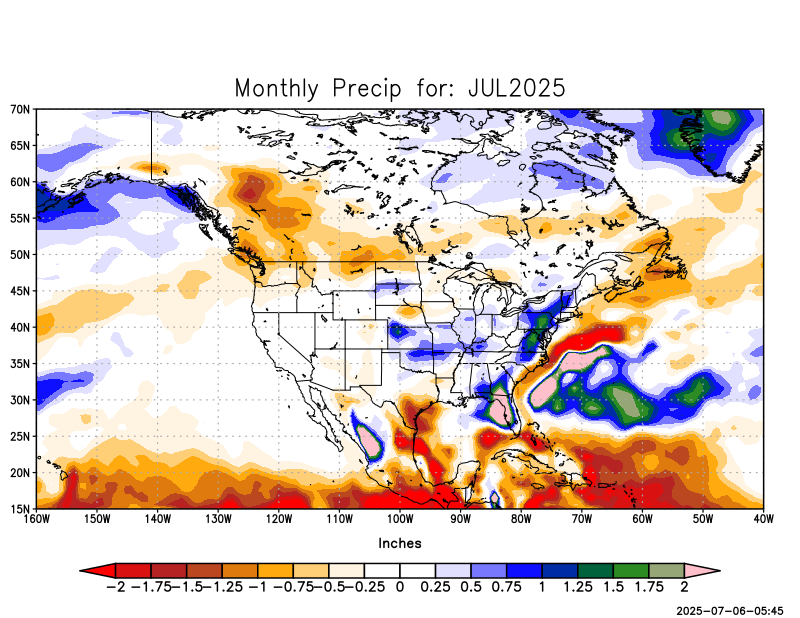 Monthly Precip for: JUL2025
70N
65N
60N
55N
50N
45N
40N
35N
30N
25N
20N
15N
160W 150W 140W 130W 120W 110W 100W 90W 80W 70W 60W 50W 40W
Inches
-2 -1.75 -1.5 -1.25 -1 -0.75 -0.5 -0.25 0 0.25 0.5 0.75 1 1.25 1.5 1.75 2
2025-07-06-05:45